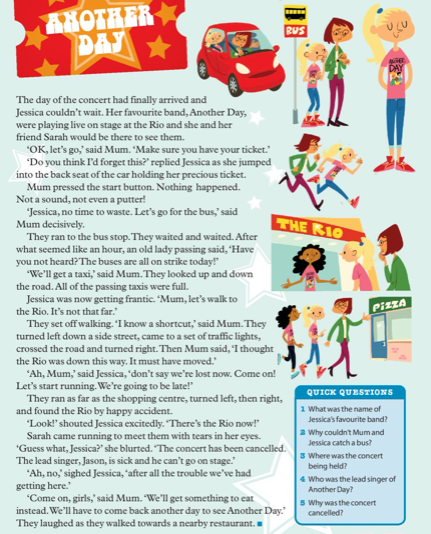 ANOTHER
DAY
BUS
The day of the concert had finally arrived and
Jessica couldn't wait. Her favourite band, Another Day,
were playing live on stage at the Rio and she and her
friend Sarah would be there to see them.
'OK, let's go,' said Mum. 'Make sure you have your ticket.'
'Do you think I'd forget this?' replied Jessica as she jumped
into the back seat of the car holding her precious ticket.
Mum pressed the start button. Nothing happened.
Not a sound, not even a putter!
'Jessica, no time to waste. Let's go for the bus,' said
Mum decisively.
They ran to the bus stop. They waited and waited. After
what seemed like an hour, an old lady passing said, 'Have
you not heard? The buses are all on strike today!'
'We'll get a taxi,' said Mum. They looked up and down
the road. All of the passing taxis were full.
Jessica was now getting frantic. 'Mum, let's walk to
the Rio. It's not that far.'
They set off walking. 'I know a shortcut,' said Mum. They
turned left down a side street, came to a set of traffic lights,
crossed the road and turned right. Then Mum said, 'I thought
the Rio was down this way. It must have moved.'
'Ah, Mum,' said Jessica, 'don't say we're lost now. Come on!
Let's start running. We're going to be late!'
They ran as far as the shopping centre, turned left, then right,
and found the Rio by happy accident.
'Look!' shouted Jessica excitedly. 'There's the Rio now!'
Sarah came running to meet them with tears in her eyes.
'Guess what, Jessica?' she blurted. 'The concert has been cancelled.
The lead singer, Jason, is sick and he can't go on stage.'
'Ah, no,' sighed Jessica, 'after all the trouble we've had
getting here.'
'Come on, girls,' said Mum. 'We'll get something to eat
instead. We'll have to come back another day to see Another Day.'
They laughed as they walked towards a nearby restaurant.
ANOTHER
DAY
THE RIO
PIZZA
QUICK QUESTIONS
1 What was the name of
Jessica's favourite band?
2 Why couldn't Mum and
Jessica catch a bus?
3 Where was the concert
being held?
4 Who was the lead singer of
Another Day?
5 Why was the concert
cancelled?